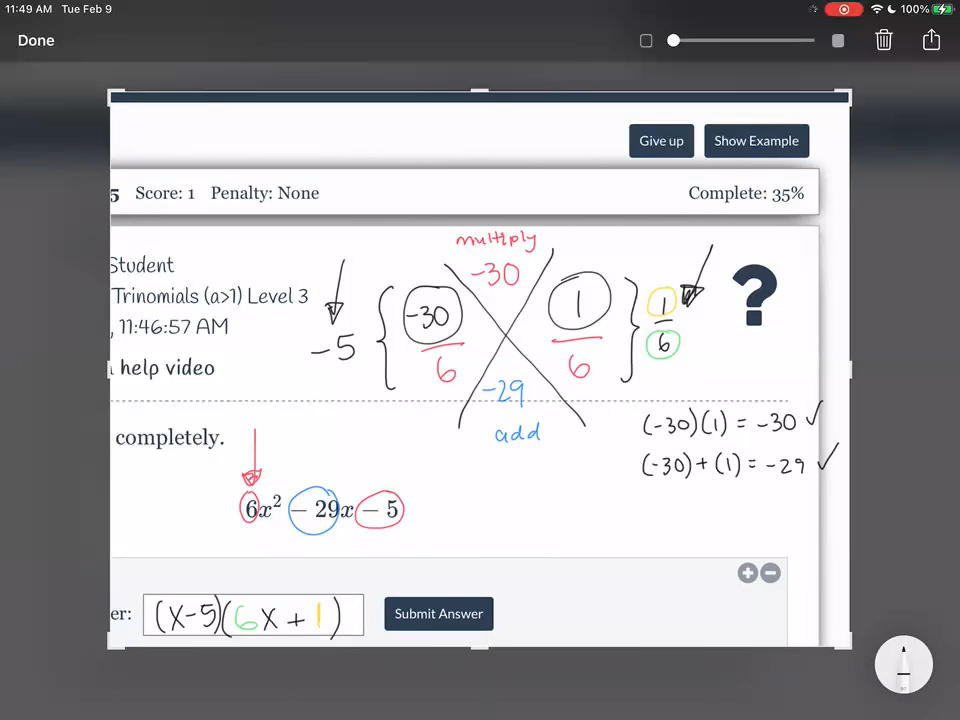 11:49 AM Tue Feb 9
100%
Done
Give up Show Example
5 Score: 1 Penalty: None Complete: 35%
Student
Trinomials (a>1) Level 3
, 11:46:57 AM
help video
multiply
-30
-5 { -30/6 1/6 } 1/6
?
-29
add
(-30)(1) = -30 ✓
(-30)+(1) = -29 ✓
completely.
6x² − 29x − 5
er: (x-5)(6x + 1) Submit Answer